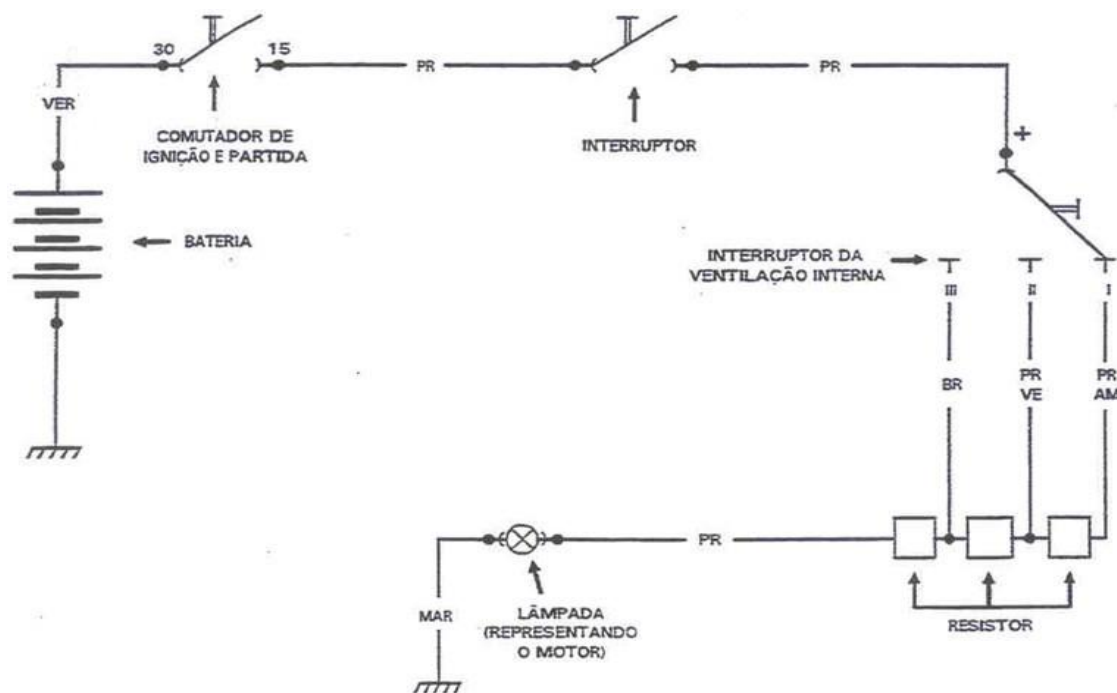 30
15
PR
PR
VER
COMUTADOR DE
IGNIÇÃO E PARTIDA
INTERRUPTOR
+
BATERIA
INTERRUPTOR DA
VENTILAÇÃO INTERNA
III
II
I
BR
PR
VE
PR
AM
PR
MAR
LÂMPADA
(REPRESENTANDO
O MOTOR)
RESISTOR